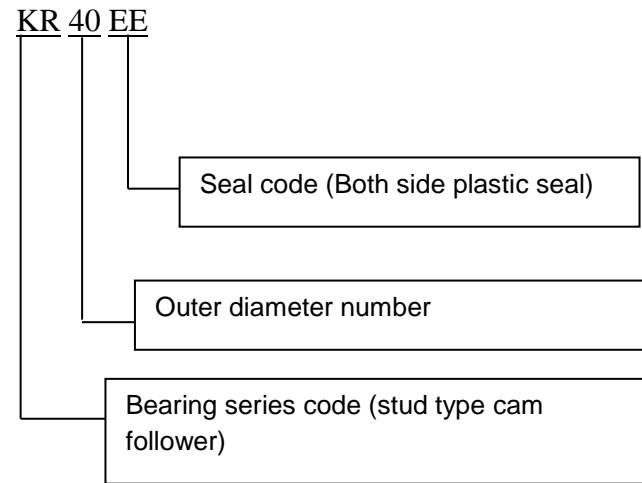 KR 40 EE
Seal code (Both side plastic seal)
Outer diameter number
Bearing series code (stud type cam
follower)